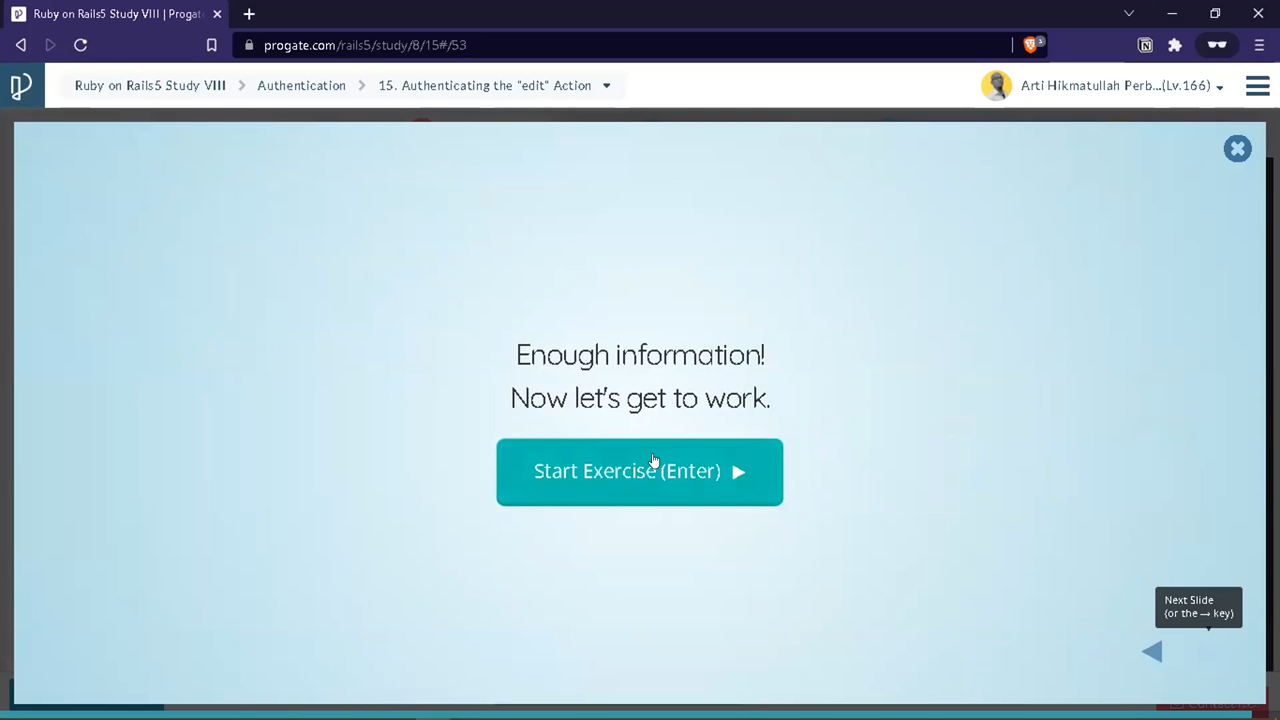 Ruby on Rails5 Study VIII | Progate
progate.com/rails5/study/8/15#/53
Ruby on Rails5 Study VIII
Authentication
15. Authenticating the "edit" Action
Arti Hikmatullah Perb...(Lv.166)
Enough information!
Now let's get to work.
Start Exercise (Enter)
Next Slide
(or the → key)